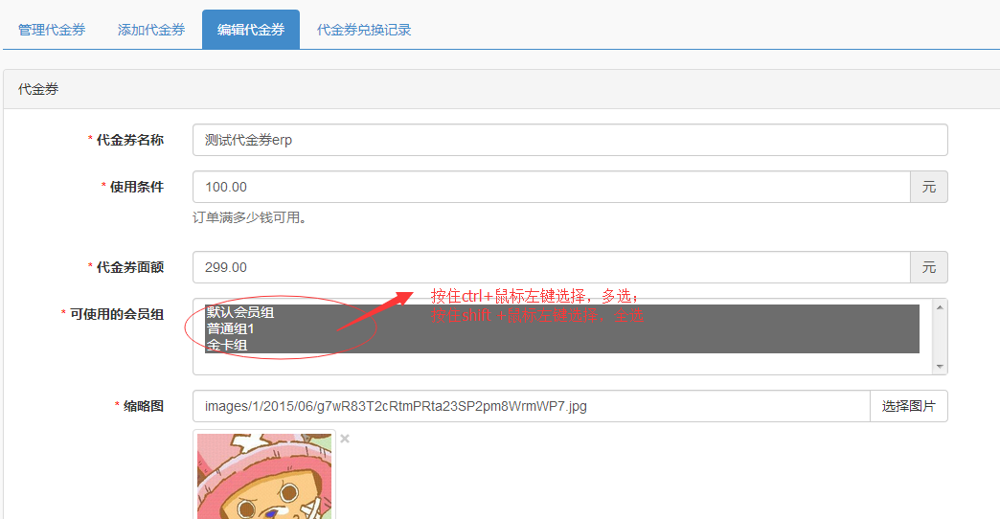 管理代金券 添加代金券 编辑代金券 代金券兑换记录
代金券
* 代金券名称 测试代金券erp
* 使用条件 100.00 元
订单满多少钱可用。
* 代金券面额 299.00 元
按住ctrl+鼠标左键选择，多选；
按住shift +鼠标左键选择，全选
* 可使用的会员组 默认会员组
普通组1
金卡组
* 缩略图 images/1/2015/06/g7wR83T2cRtmPRta23SP2pm8WrmWP7.jpg 选择图片
×